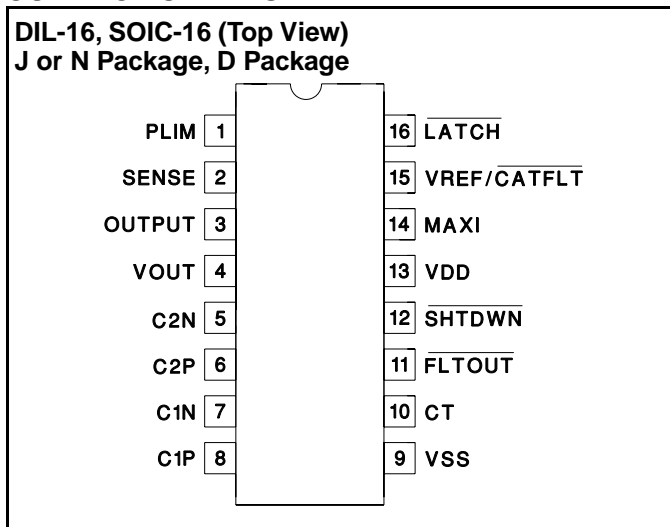 DIL-16, SOIC-16 (Top View)
J or N Package, D Package
PLIM 1
SENSE 2
OUTPUT 3
VOUT 4
C2N 5
C2P 6
C1N 7
C1P 8
16 LATCH
15 VREF/CATFLT
14 MAXI
13 VDD
12 SHTDWN
11 FLTOUT
10 CT
9 VSS